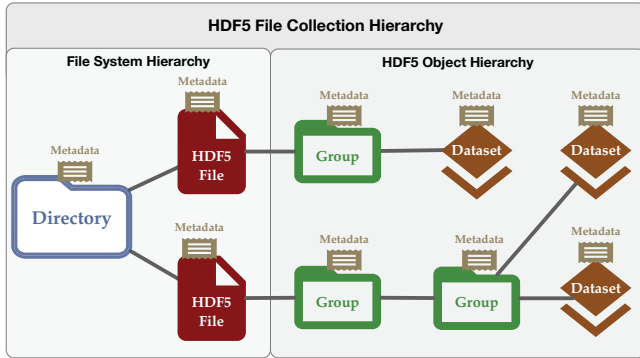 HDF5 File Collection Hierarchy
File System Hierarchy
HDF5 Object Hierarchy
Metadata
HDF5
File
Metadata
Group
Metadata
Dataset
Metadata
Dataset
Metadata
Directory
Metadata
HDF5
File
Metadata
Group
Metadata
Group
Metadata
Dataset